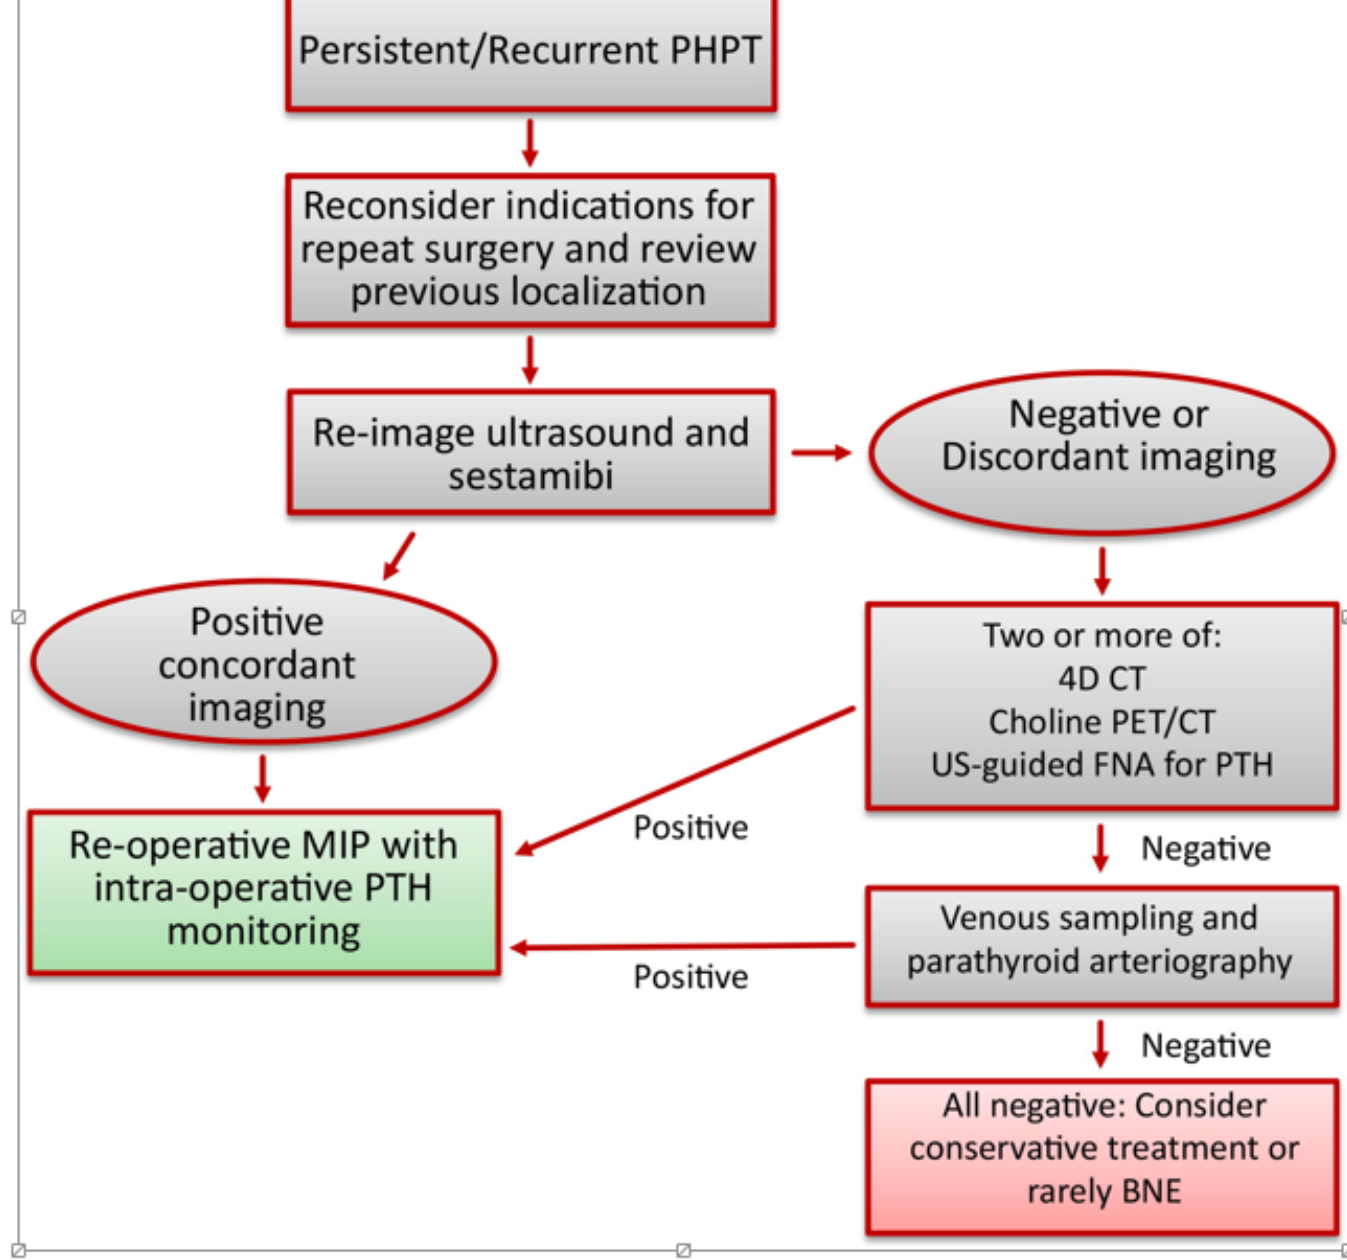 Persistent/Recurrent PHPT
Reconsider indications for
repeat surgery and review
previous localization
Re-image ultrasound and
sestamibi
Negative or
Discordant imaging
Positive
concordant
imaging
Two or more of:
4D CT
Choline PET/CT
US-guided FNA for PTH
Positive
Negative
Re-operative MIP with
intra-operative PTH
monitoring
Venous sampling and
parathyroid arteriography
Positive
Negative
All negative: Consider
conservative treatment or
rarely BNE